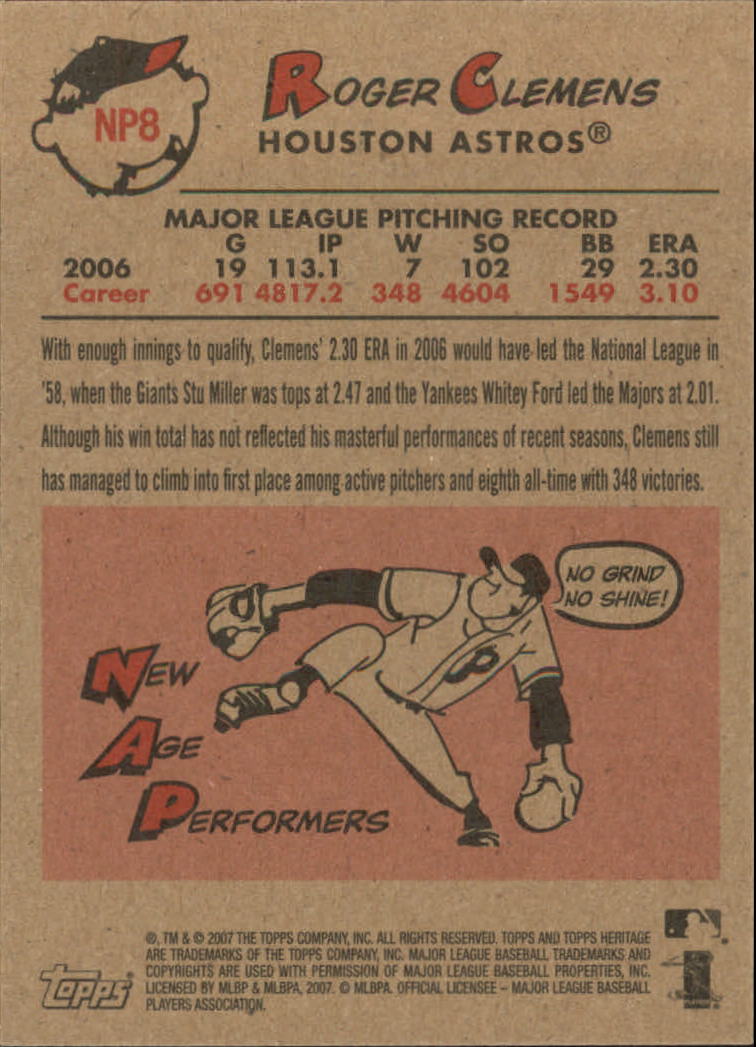 NP8
ROGER CLEMENS
HOUSTON ASTROS®
MAJOR LEAGUE PITCHING RECORD
G IP W SO BB ERA
2006 19 113.1 7 102 29 2.30
Career 691 4817.2 348 4604 1549 3.10
With enough innings to qualify, Clemens' 2.30 ERA in 2006 would have led the National League in
'58, when the Giants Stu Miller was tops at 2.47 and the Yankees Whitey Ford led the Majors at 2.01.
Although his win total has not reflected his masterful performances of recent seasons, Clemens still
has managed to climb into first place among active pitchers and eighth all-time with 348 victories.
NO GRIND
NO SHINE!
P
NEW
AGE
PERFORMERS
®, TM & © 2007 THE TOPPS COMPANY, INC. ALL RIGHTS RESERVED. TOPPS AND TOPPS HERITAGE
ARE TRADEMARKS OF THE TOPPS COMPANY, INC. MAJOR LEAGUE BASEBALL TRADEMARKS AND
COPYRIGHTS ARE USED WITH PERMISSION OF MAJOR LEAGUE BASEBALL PROPERTIES, INC.
LICENSED BY MLBP & MLBPA, 2007. © MLBPA. OFFICIAL LICENSEE – MAJOR LEAGUE BASEBALL
PLAYERS ASSOCIATION.
Topps®